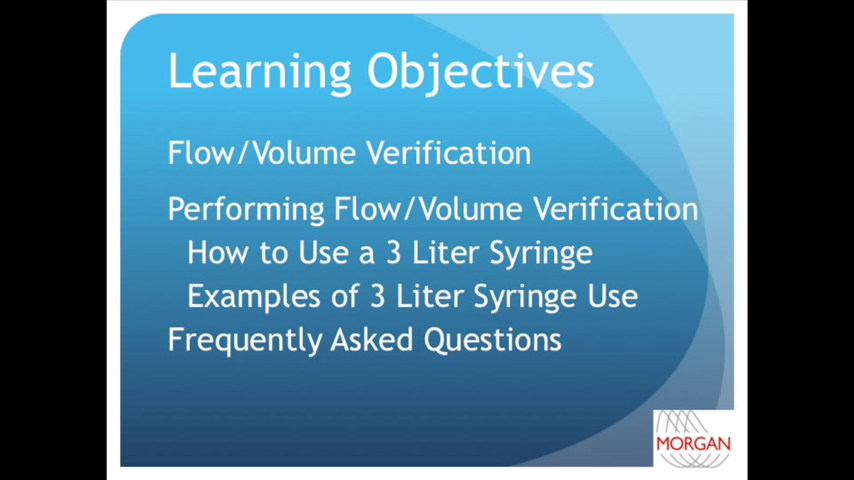 Learning Objectives
Flow/Volume Verification
Performing Flow/Volume Verification
How to Use a 3 Liter Syringe
Examples of 3 Liter Syringe Use
Frequently Asked Questions
MORGAN